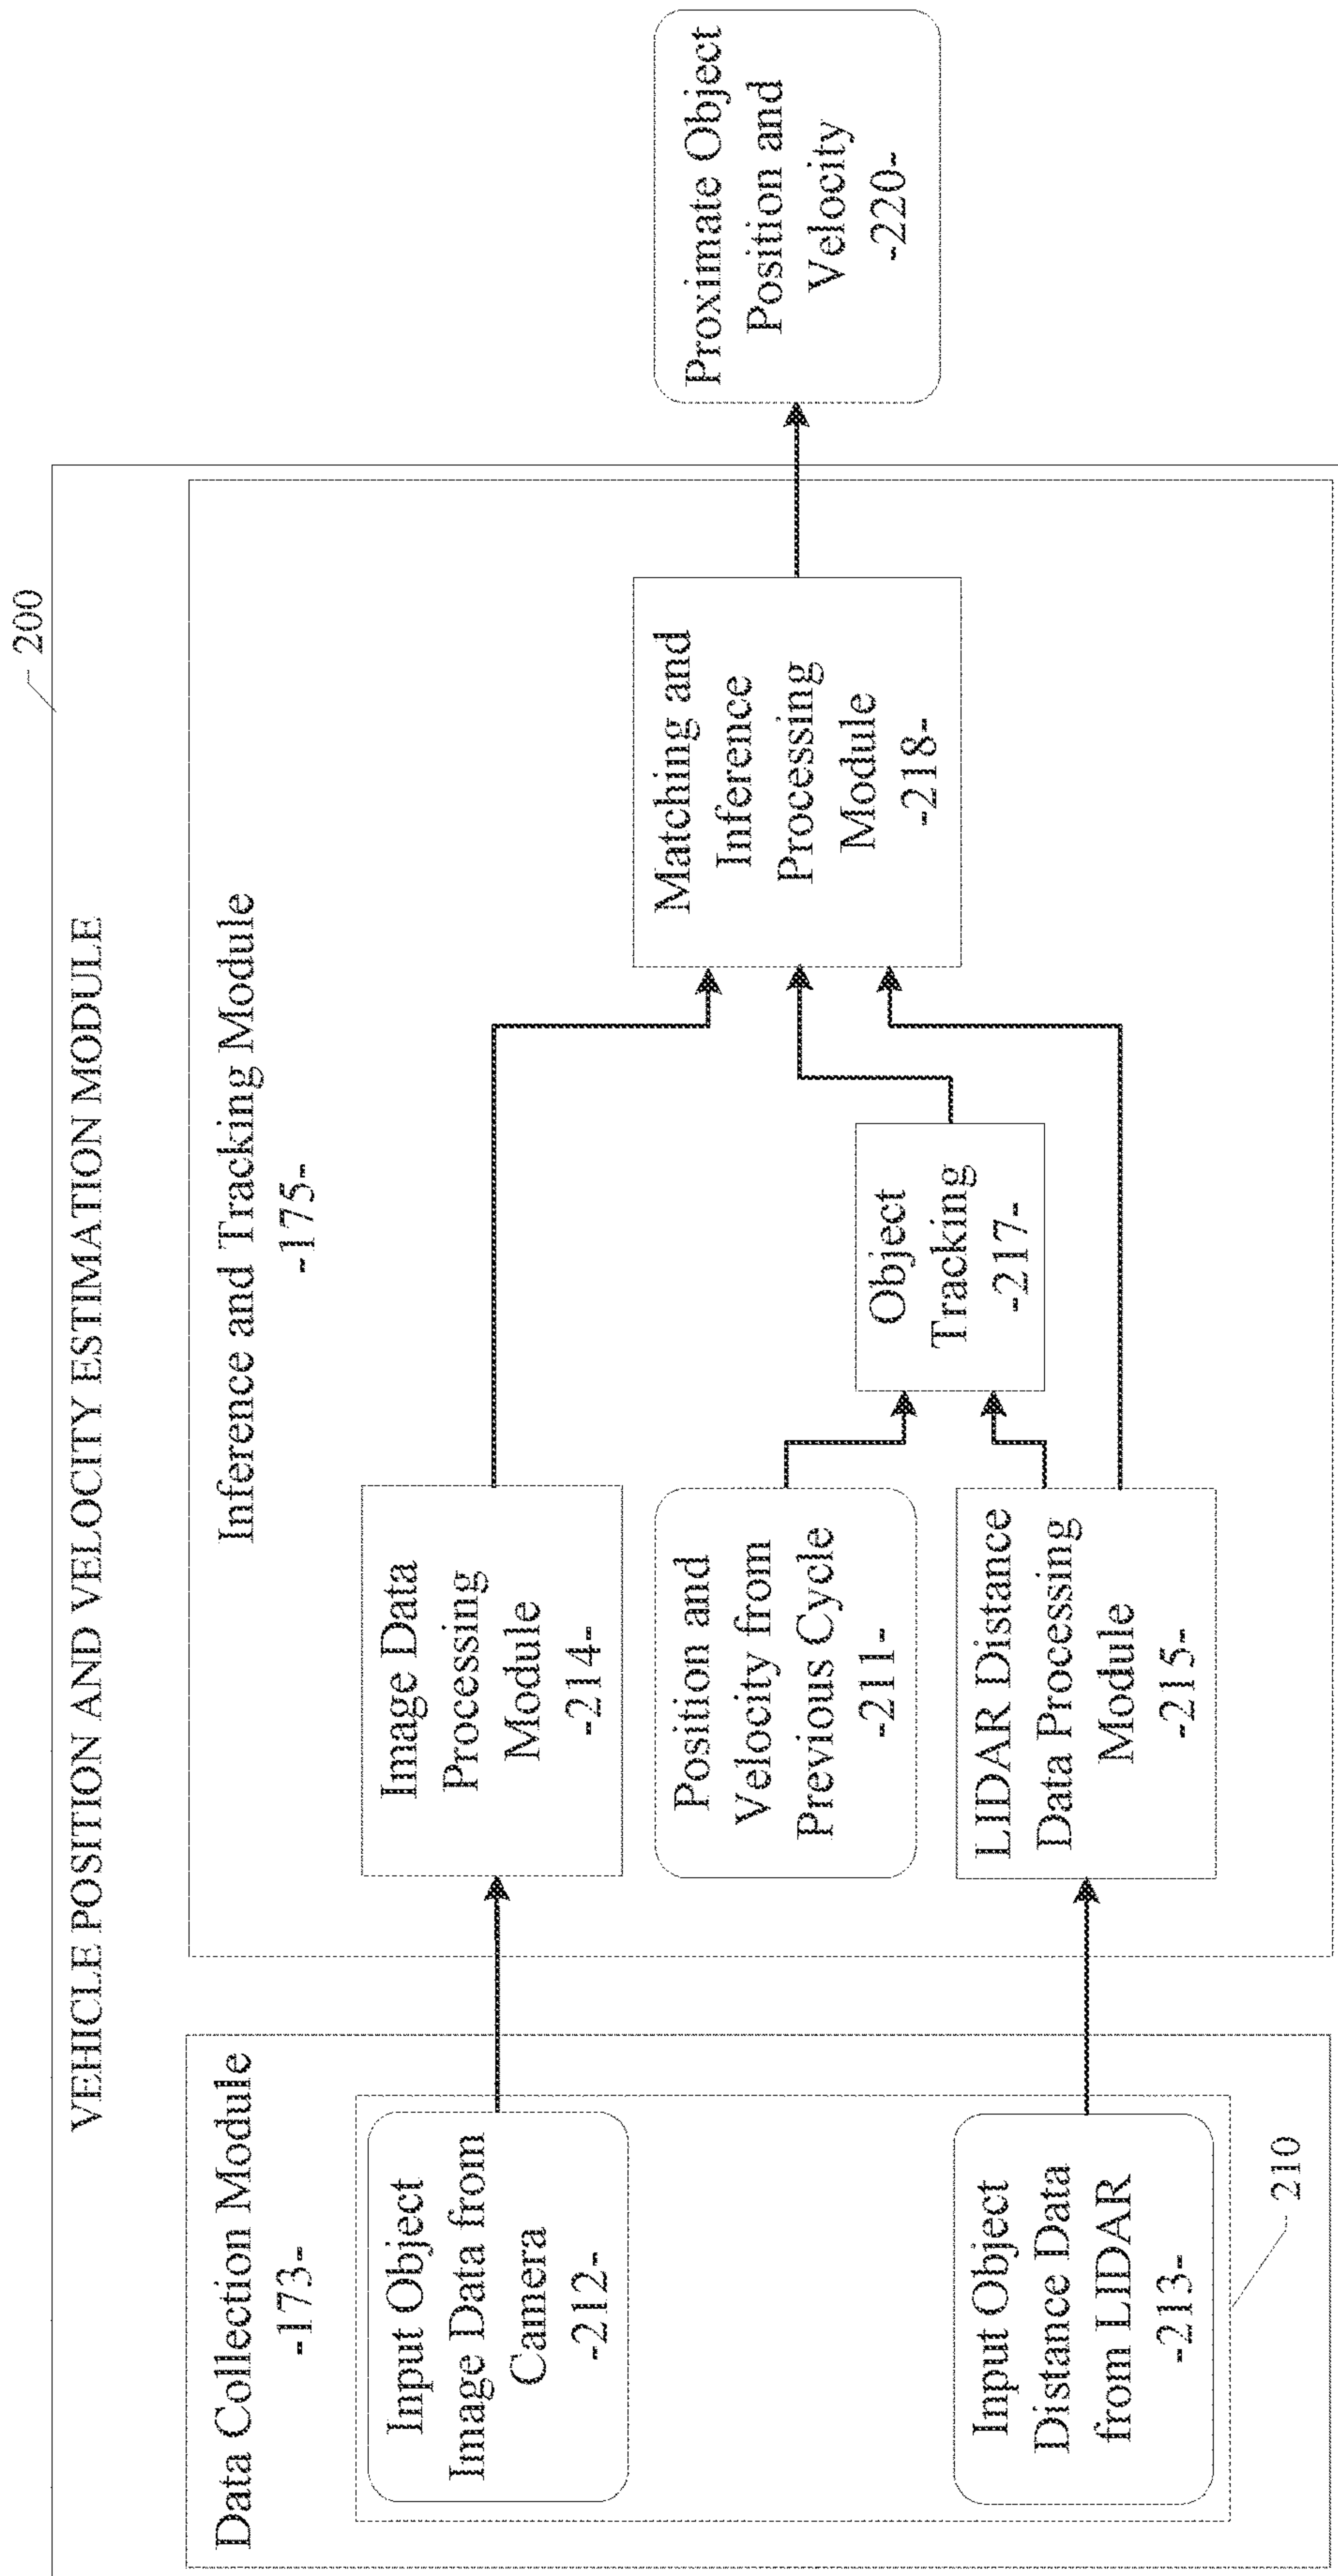 200
VEHICLE POSITION AND VELOCITY ESTIMATION MODULE
Data Collection Module
-173-
Input Object
Image Data from
Camera
-212-
Input Object
Distance Data
from LIDAR
-213-
210
Inference and Tracking Module
-175-
Image Data
Processing
Module
-214-
Position and
Velocity from
Previous Cycle
-211-
LIDAR Distance
Data Processing
Module
-215-
Object
Tracking
-217-
Matching and
Inference
Processing
Module
-218-
Proximate Object
Position and
Velocity
-220-